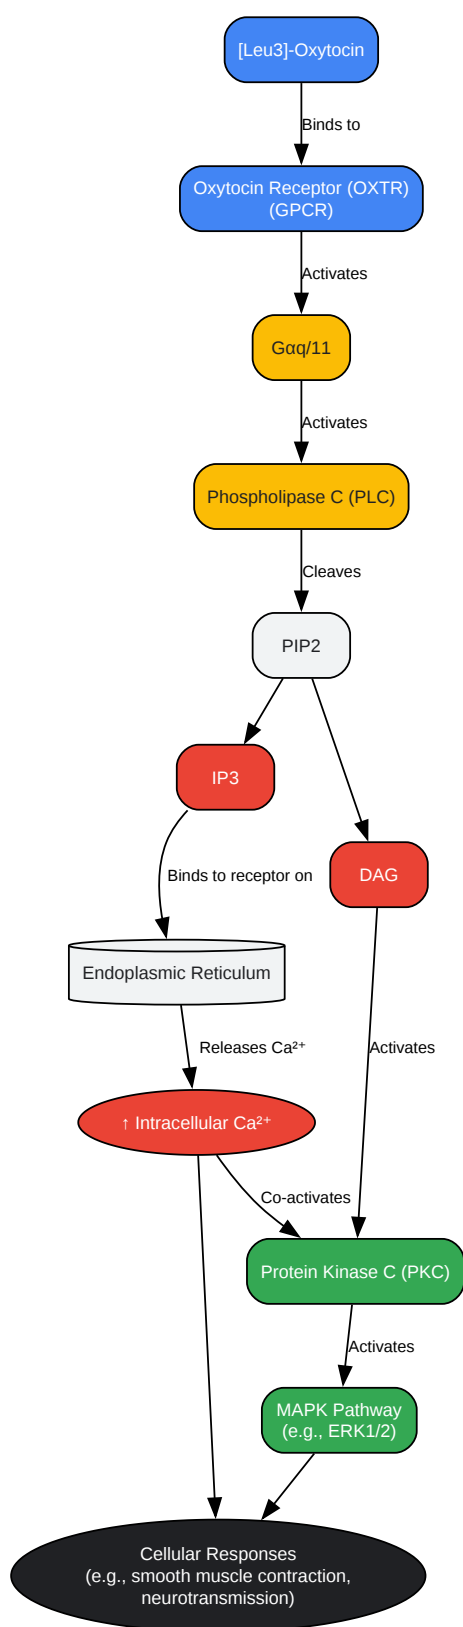 [Leu3]-Oxytocin
Binds to
Oxytocin Receptor (OXTR)
(GPCR)
Activates
Gαq/11
Activates
Phospholipase C (PLC)
Cleaves
PIP2
IP3
DAG
Binds to receptor on
Endoplasmic Reticulum
Releases Ca²⁺
Activates
↑ Intracellular Ca²⁺
Co-activates
Protein Kinase C (PKC)
Activates
MAPK Pathway
(e.g., ERK1/2)
Cellular Responses
(e.g., smooth muscle contraction,
neurotransmission)